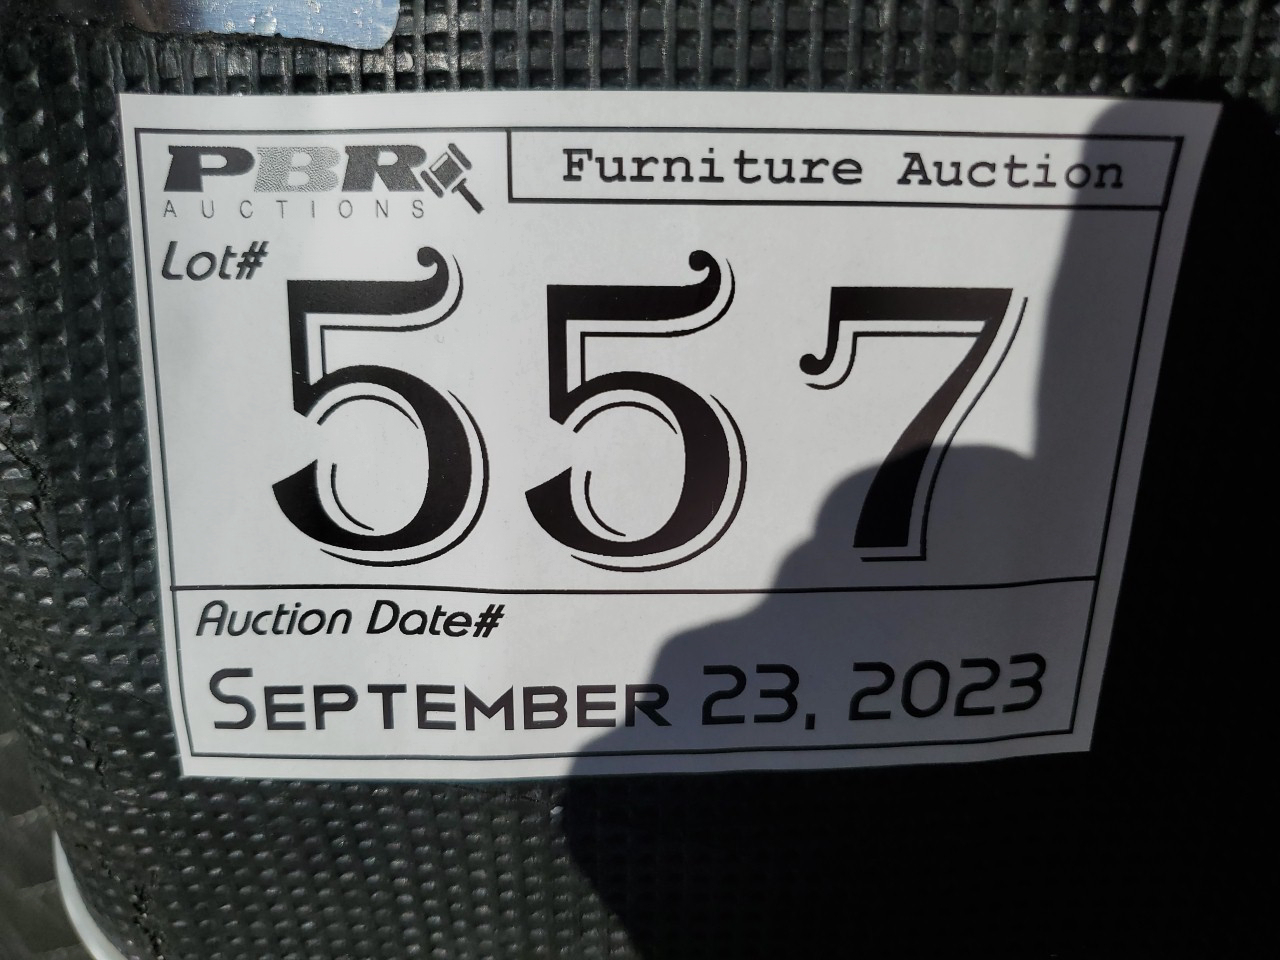 PBR
AUCTIONS
Furniture Auction
Lot#
557
Auction Date#
SEPTEMBER 23, 2023